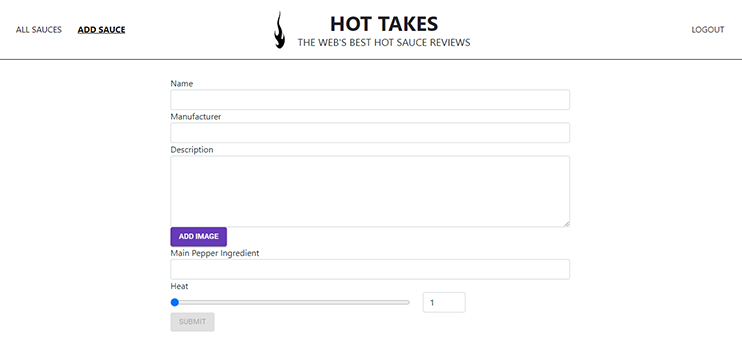 ALL SAUCES
ADD SAUCE
HOT TAKES
THE WEB'S BEST HOT SAUCE REVIEWS
LOGOUT
Name
Manufacturer
Description
ADD IMAGE
Main Pepper Ingredient
Heat
1
SUBMIT